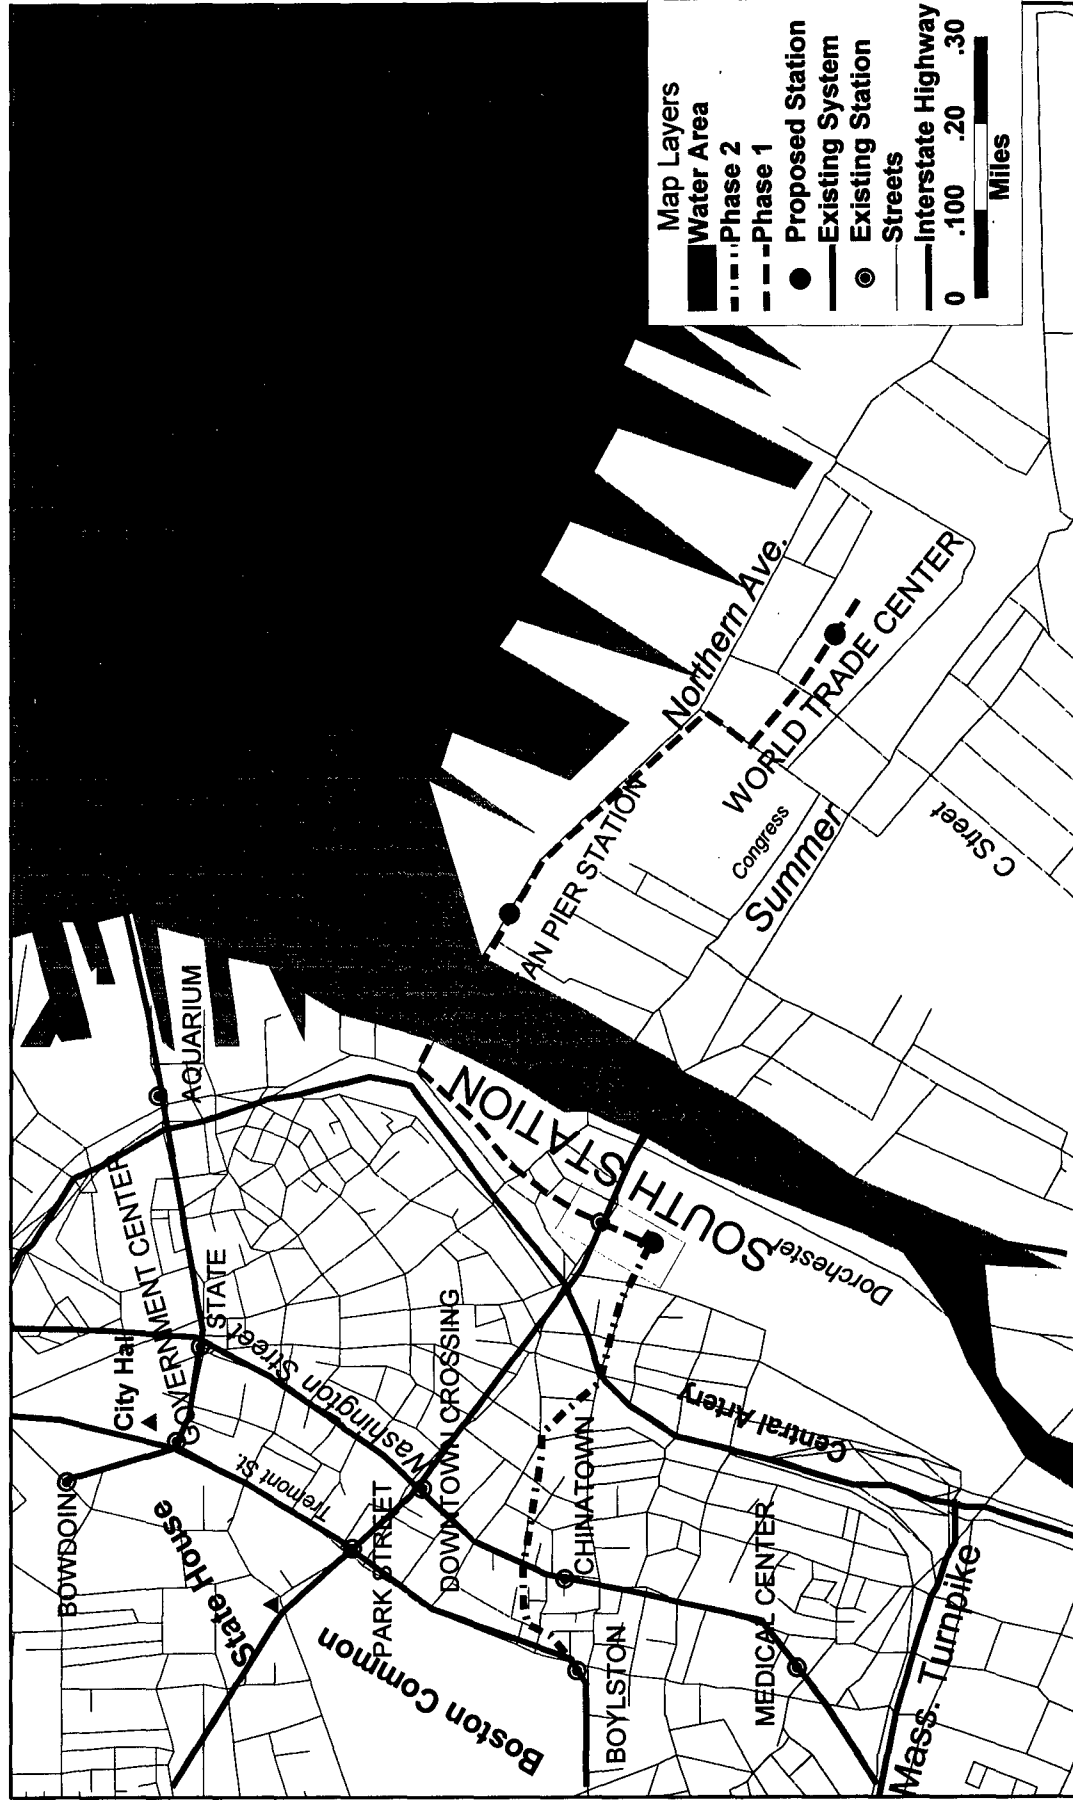 BOWDOIN
City Hall
GOVERNMENT CENTER
AQUARIUM
State House
STATE
Tremont St.
Washington Street
PARK STREET
DOWNTOWN CROSSING
Boston Common
SOUTH STATION
AN PIER STATION
BOYLSTON
CHINATOWN
Northern Ave.
WORLD TRADE CENTER
Congress
Summer
C Street
Dorchester
Central Artery
MEDICAL CENTER
Mass. Turnpike
Map Layers
Water Area
Phase 2
Phase 1
Proposed Station
Existing System
Existing Station
Streets
Interstate Highway
0 .100 .20 .30
Miles